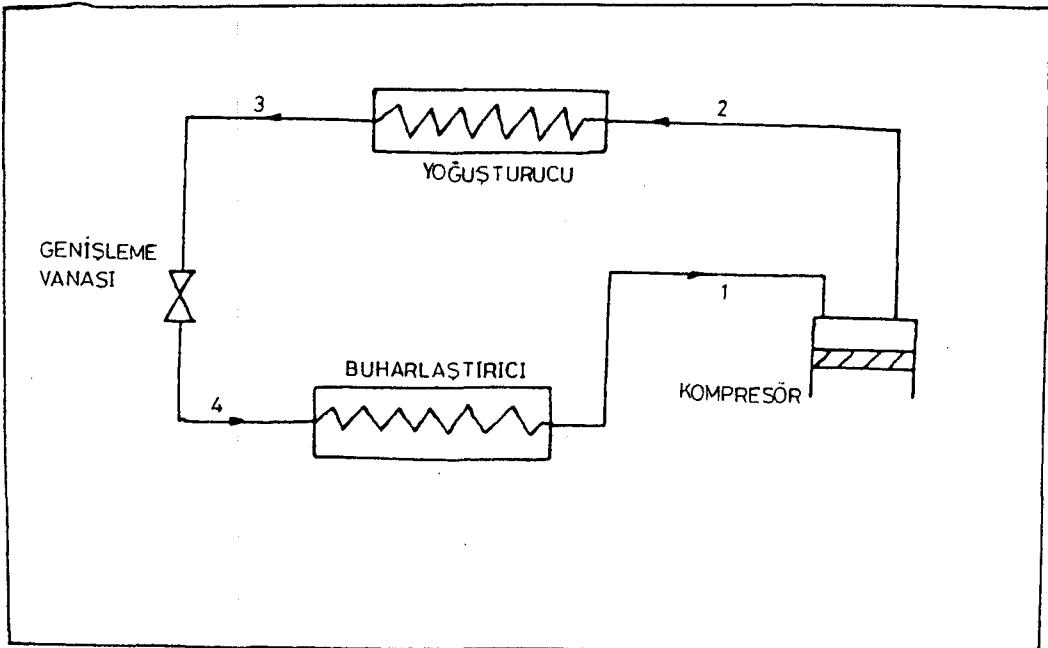 3
2
YOĞUŞTURUCU
GENİŞLEME
VANASI
1
BUHARLAŞTIRICI
KOMPRESÖR
4